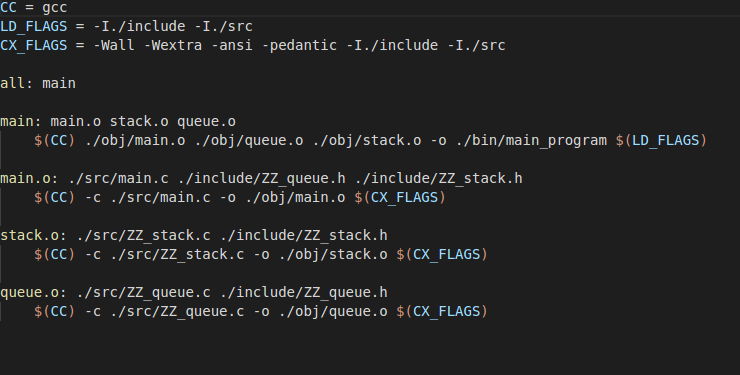 CC = gcc
LD_FLAGS = -I./include -I./src
CX_FLAGS = -Wall -Wextra -ansi -pedantic -I./include -I./src
all: main
main: main.o stack.o queue.o
$(CC) ./obj/main.o ./obj/queue.o ./obj/stack.o -o ./bin/main_program $(LD_FLAGS)
main.o: ./src/main.c ./include/ZZ_queue.h ./include/ZZ_stack.h
$(CC) -c ./src/main.c -o ./obj/main.o $(CX_FLAGS)
stack.o: ./src/ZZ_stack.c ./include/ZZ_stack.h
$(CC) -c ./src/ZZ_stack.c -o ./obj/stack.o $(CX_FLAGS)
queue.o: ./src/ZZ_queue.c ./include/ZZ_queue.h
$(CC) -c ./src/ZZ_queue.c -o ./obj/queue.o $(CX_FLAGS)